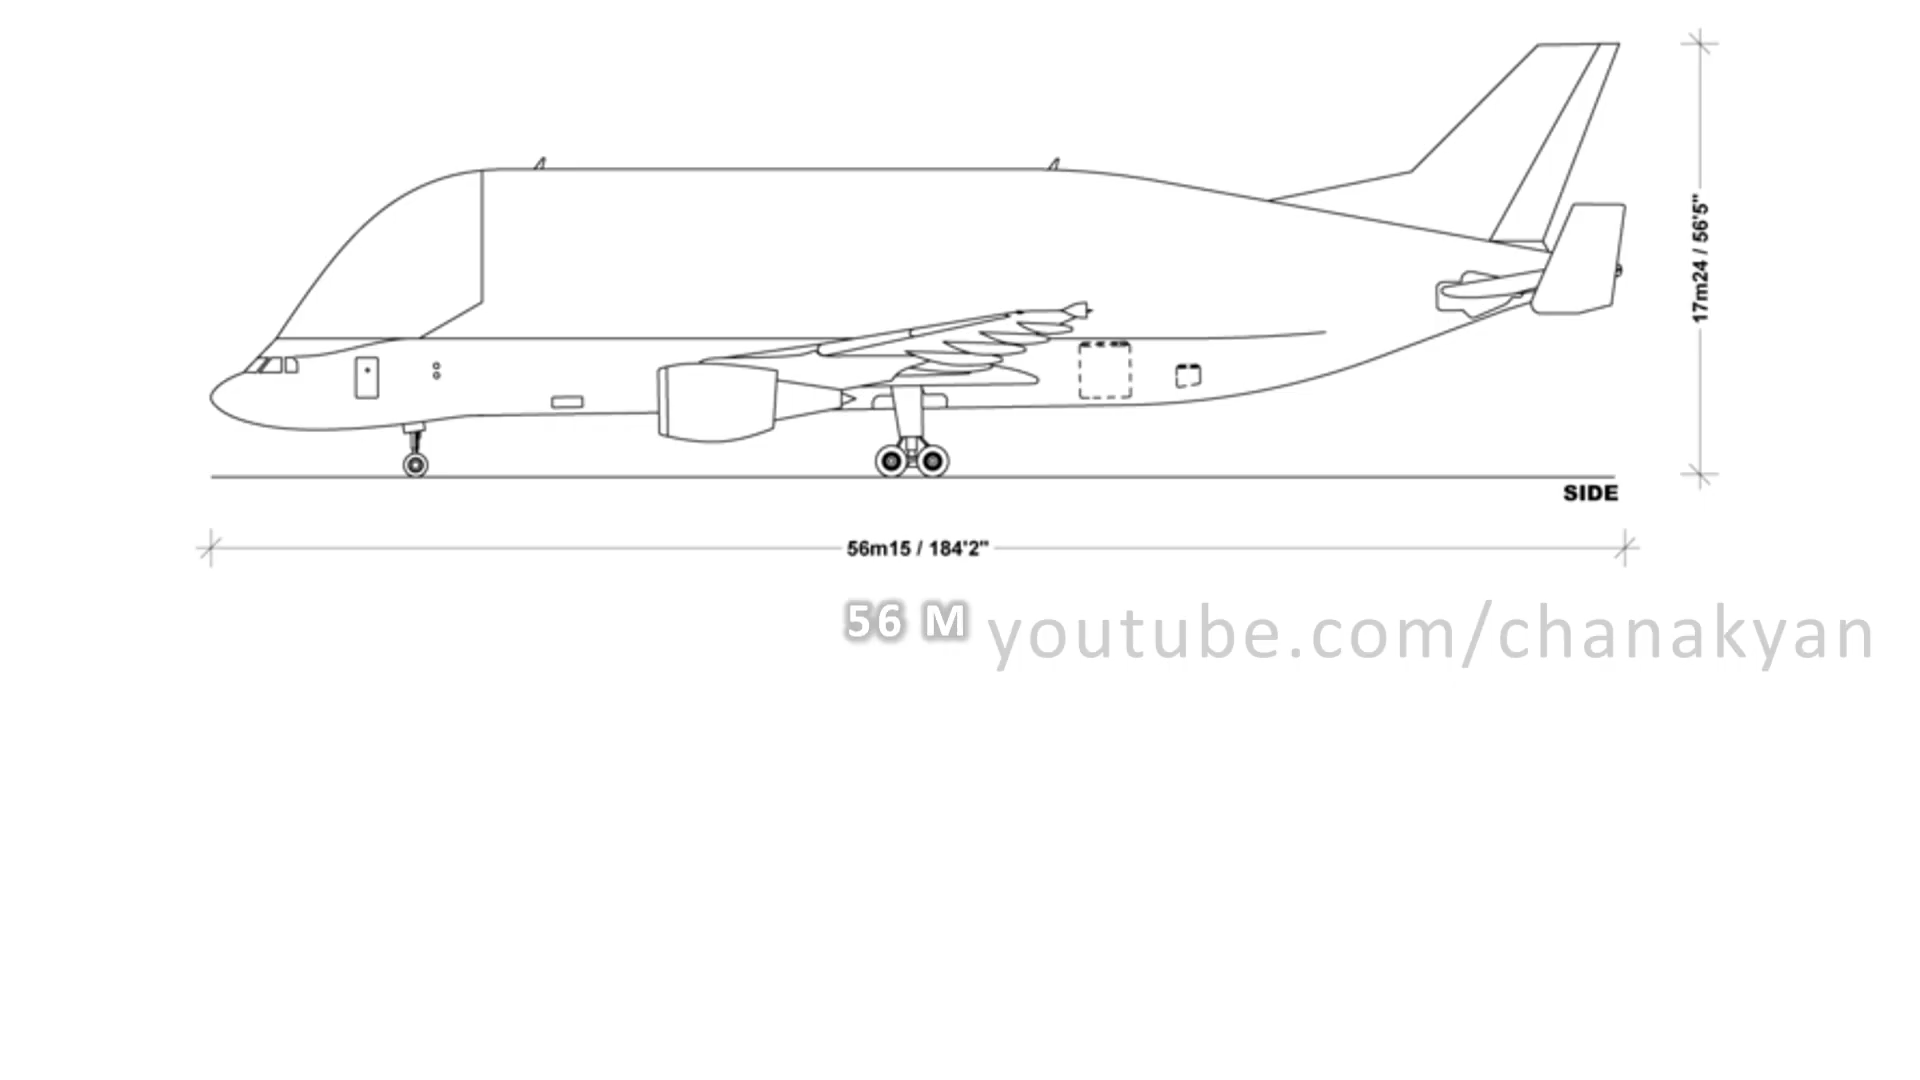 17m24 / 56'5"
SIDE
56m15 / 184'2"
56 M
youtube.com/chanakyan